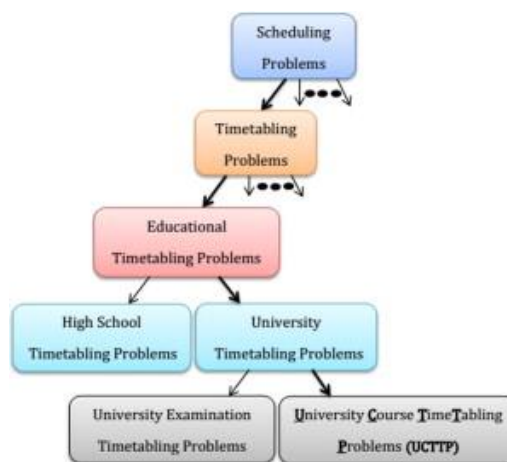 Scheduling
Problems
Timetabling
Problems
Educational
Timetabling Problems
High School
Timetabling Problems
University
Timetabling Problems
University Examination
Timetabling Problems
University Course TimeTabling
Problems (UCTTP)